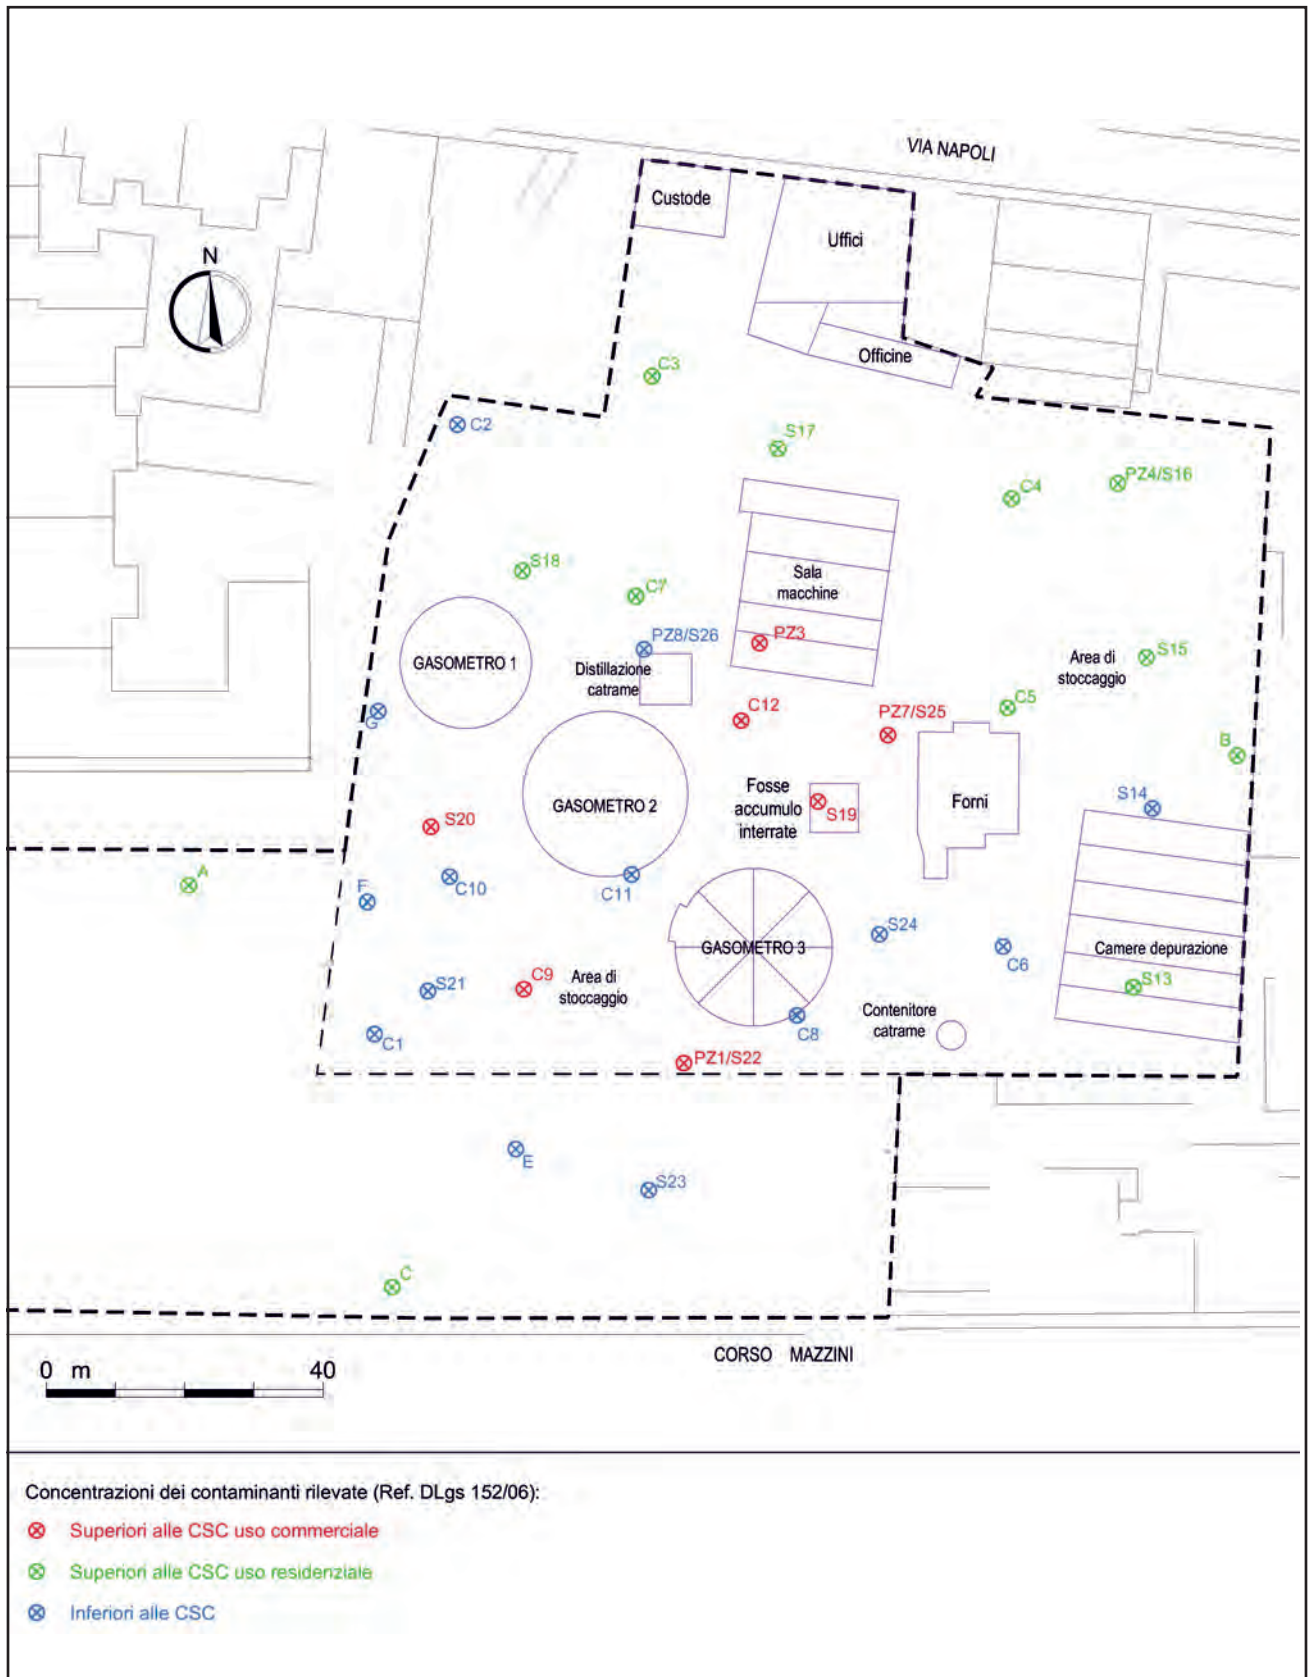 VIA NAPOLI
Custode
Uffici
N
Officine
C3
C2
S17
C4
PZ4/S16
S18
Sala
macchine
C7
PZ8/S26
PZ3
GASOMETRO 1
Distillazione
catrame
Area di
stoccaggio
S15
C5
G
C12
PZ7/S25
B
Fosse
accumulo
interrate
S19
Forni
S14
GASOMETRO 2
S20
A
F
C10
C11
S24
C6
GASOMETRO 3
Camere depurazione
S21
C9
Area di
stoccaggio
S13
C8
Contenitore
catrame
C1
PZ1/S22
E
S23
C
CORSO MAZZINI
0 m 40
Concentrazioni dei contaminanti rilevate (Ref. DLgs 152/06):
Superiori alle CSC uso commerciale
Superiori alle CSC uso residenziale
Inferiori alle CSC